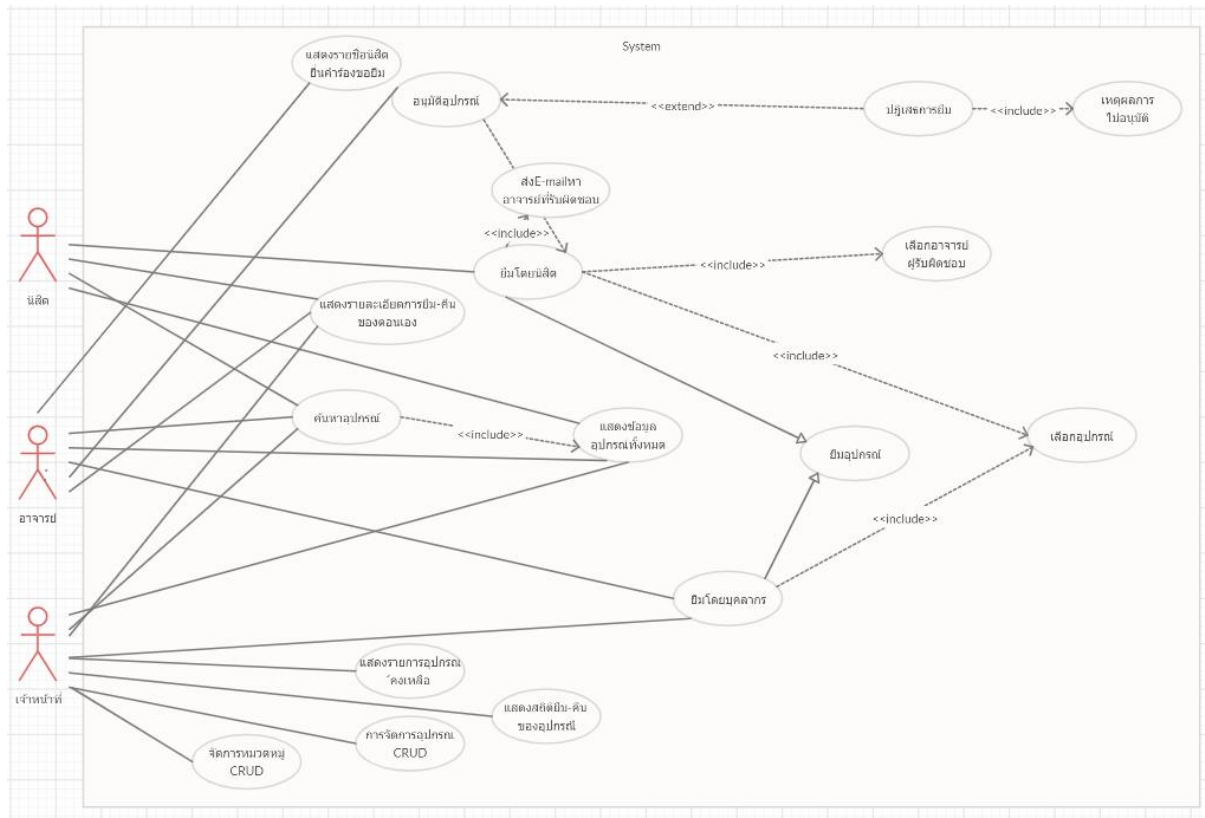 System
แสดงรายชื่อนิสิต
ยื่นคำร้องขอยืม
อนุมัติอุปกรณ์
<<extend>>
ปฏิเสธการยืม
<<include>>
เหตุผลการ
ไม่อนุมัติ
ส่งE-mailหา
อาจารย์ที่รับผิดชอบ
<<include>>
ยืมโดยนิสิต
<<include>>
เลือกอาจารย์
ผู้รับผิดชอบ
นิสิต
แสดงรายละเอียดการยืม-คืน
ของตอนเอง
<<include>>
ค้นหาอุปกรณ์
<<include>>
แสดงข้อมูล
อุปกรณ์ทั้งหมด
ยืมอุปกรณ์
เลือกอุปกรณ์
อาจารย์
<<include>>
ยืมโดยบุคลากร
เจ้าหน้าที่
แสดงรายการอุปกรณ
์คงเหลือ
แสดงสถิติยืม-คืน
ของอุปกรณ์
การจัดการอุปกรณ
CRUD
จัดการหมวดหมู่
CRUD